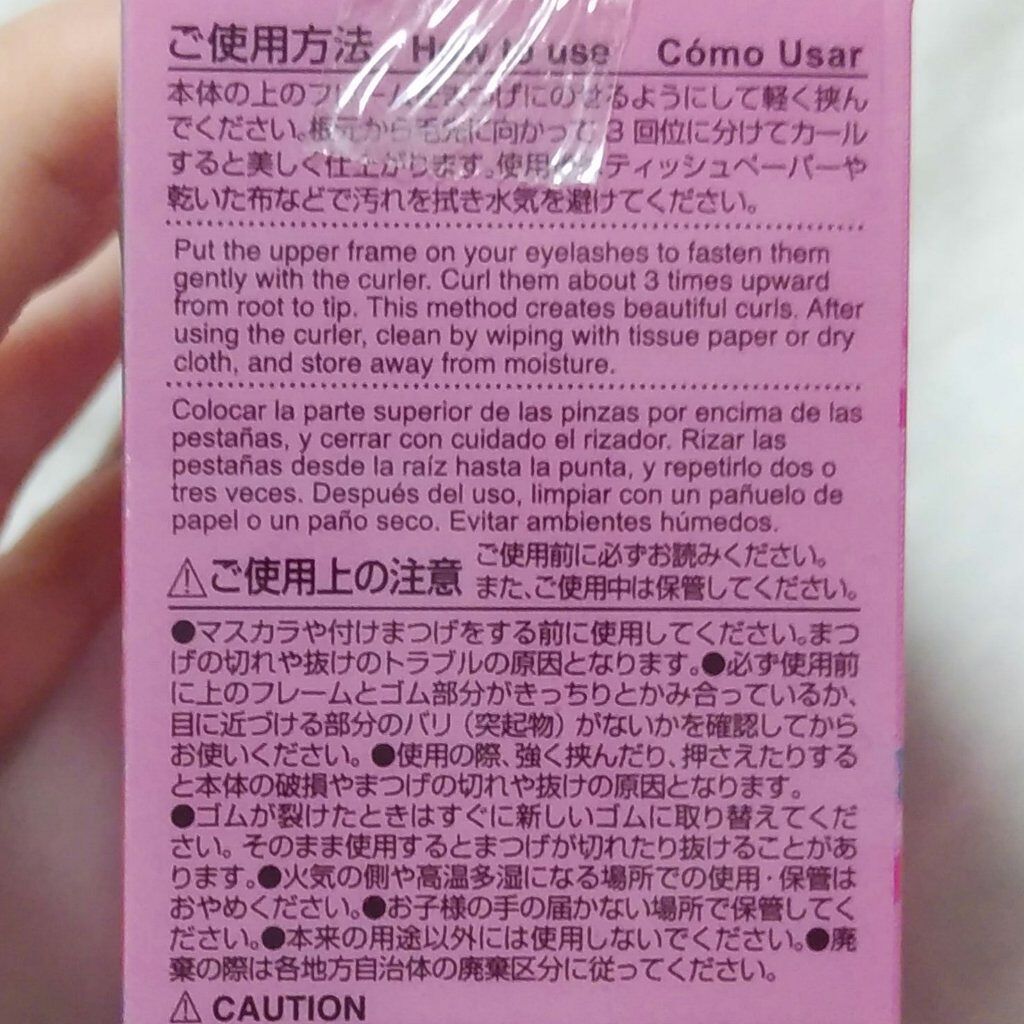 ご使用方法 How to use Cómo Usar
本体の上のフレームをまつげにのせるようにして軽く挟ん
でください。根元から毛先に向かって 3 回位に分けてカール
すると美しく仕上がります。使用後はティッシュペーパーや
乾いた布などで汚れを拭き水気を避けてください。
Put the upper frame on your eyelashes to fasten them
gently with the curler. Curl them about 3 times upward
from root to tip. This method creates beautiful curls. After
using the curler, clean by wiping with tissue paper or dry
cloth, and store away from moisture.
Colocar la parte superior de las pinzas por encima de las
pestañas, y cerrar con cuidado el rizador. Rizar las
pestañas desde la raíz hasta la punta, y repetirlo dos o
tres veces. Después del uso, limpiar con un pañuelo de
papel o un paño seco. Evitar ambientes húmedos.
⚠ご使用上の注意 ご使用前に必ずお読みください。
また、ご使用中は保管してください。
●マスカラや付けまつげをする前に使用してください。まつ
げの切れや抜けのトラブルの原因となります。●必ず使用前
に上のフレームとゴム部分がきっちりとかみ合っているか、
目に近づける部分のバリ（突起物）がないかを確認してから
お使いください。●使用の際、強く挟んだり、押さえたりする
と本体の破損やまつげの切れや抜けの原因となります。
●ゴムが裂けたときはすぐに新しいゴムに取り替えてくだ
さい。そのまま使用するとまつげが切れたり抜けることがあ
ります。●火気の側や高温多湿になる場所での使用・保管は
おやめください。●お子様の手の届かない場所で保管してく
ださい。●本来の用途以外には使用しないでください。●廃
棄の際は各地方自治体の廃棄区分に従ってください。
⚠ CAUTION